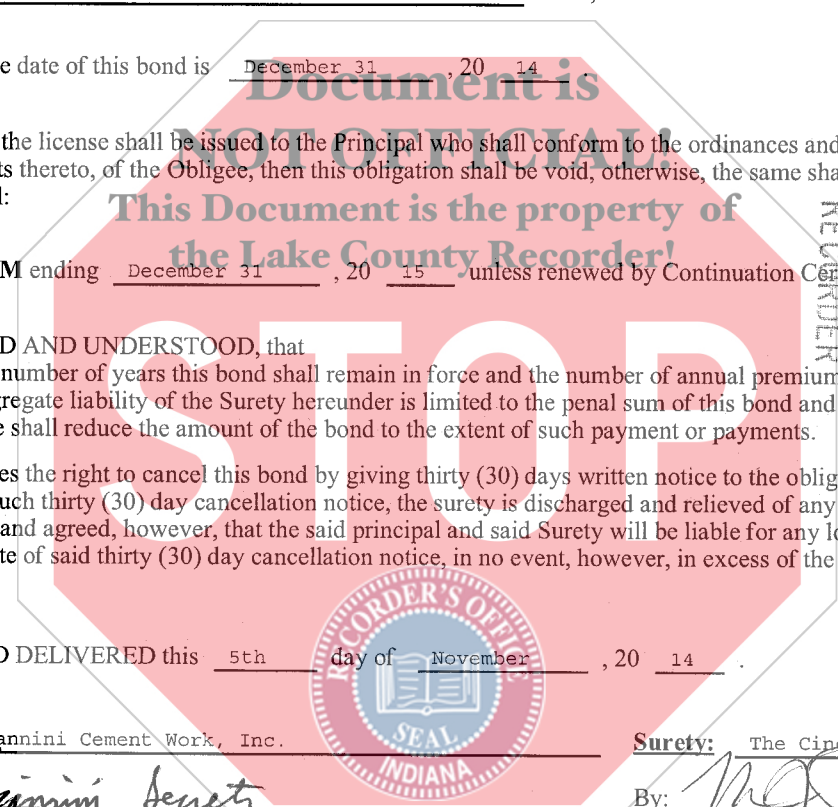 e date of this bond is December 31 , 20 14 .
Document is
the license shall be issued to the Principal who shall conform to the ordinances and
NOT OFFICIAL!
ts thereto, of the Obligee, then this obligation shall be void, otherwise, the same sha
l:
This Document is the property of
the Lake County Recorder!
RECORDER
M ending December 31 , 20 15 unless renewed by Continuation Cer
STOP
D AND UNDERSTOOD, that
number of years this bond shall remain in force and the number of annual premium
regate liability of the Surety hereunder is limited to the penal sum of this bond and
e shall reduce the amount of the bond to the extent of such payment or payments.
es the right to cancel this bond by giving thirty (30) days written notice to the oblig
uch thirty (30) day cancellation notice, the surety is discharged and relieved of any
and agreed, however, that the said principal and said Surety will be liable for any lo
te of said thirty (30) day cancellation notice, in no event, however, in excess of the
RECORDER'S OFFICE
D DELIVERED this 5th day of November , 20 14 .
SEAL
INDIANA
annini Cement Work, Inc. Surety: The Cin
By: